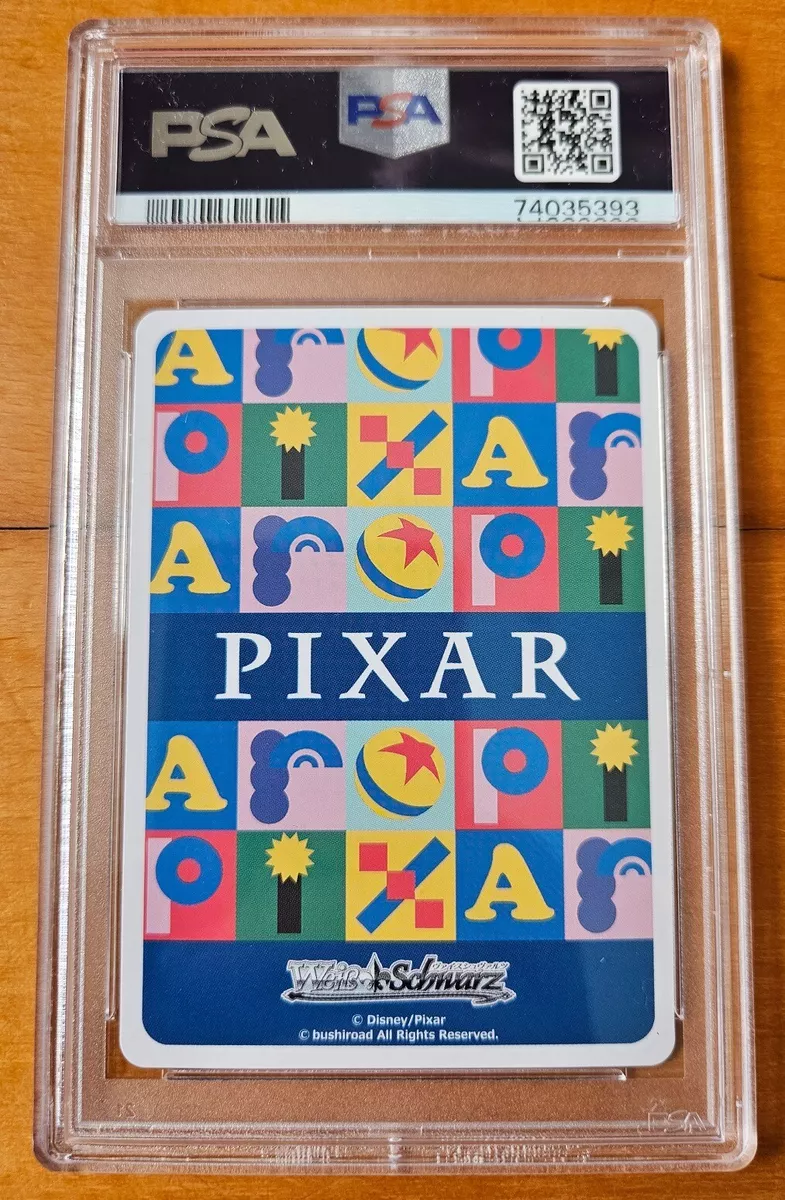 PSA
PSA
74035393
PIXAR
ヴァイスシュヴァルツ
Weiß Schwarz
© Disney/Pixar
© bushiroad All Rights Reserved.
PSA